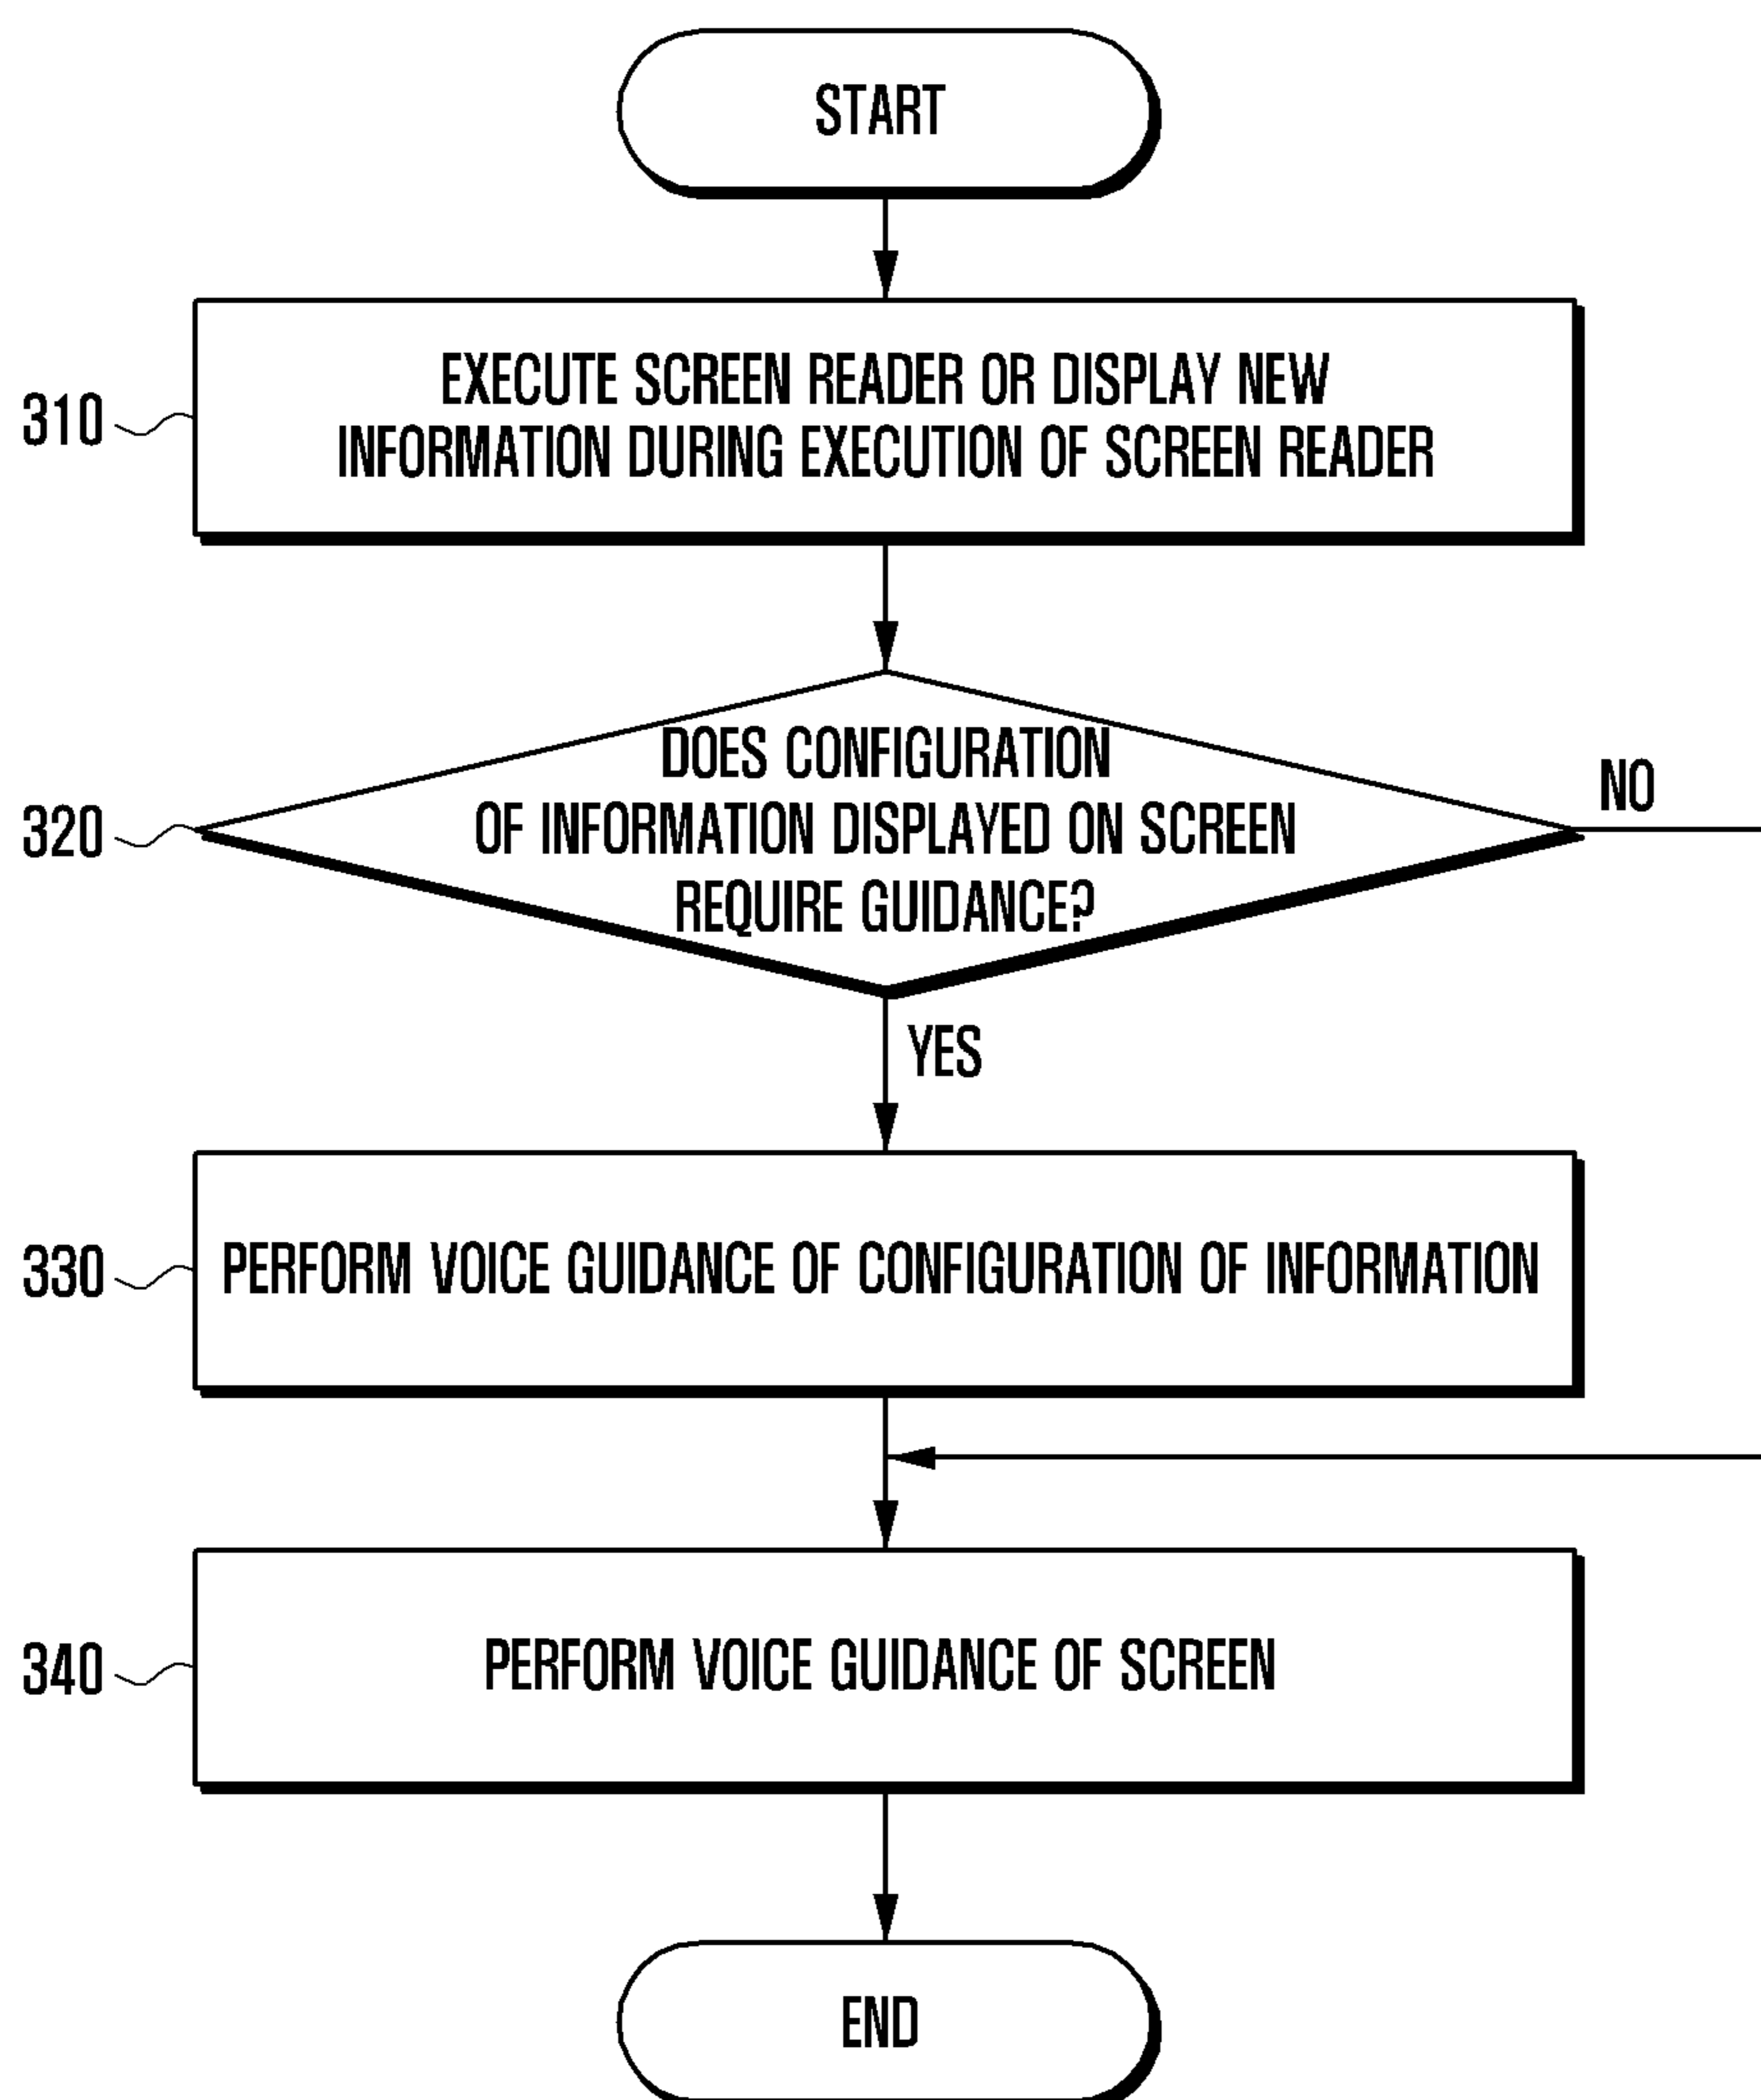 START
310
EXECUTE SCREEN READER OR DISPLAY NEW
INFORMATION DURING EXECUTION OF SCREEN READER
320
DOES CONFIGURATION
OF INFORMATION DISPLAYED ON SCREEN
REQUIRE GUIDANCE?
NO
YES
330
PERFORM VOICE GUIDANCE OF CONFIGURATION OF INFORMATION
340
PERFORM VOICE GUIDANCE OF SCREEN
END